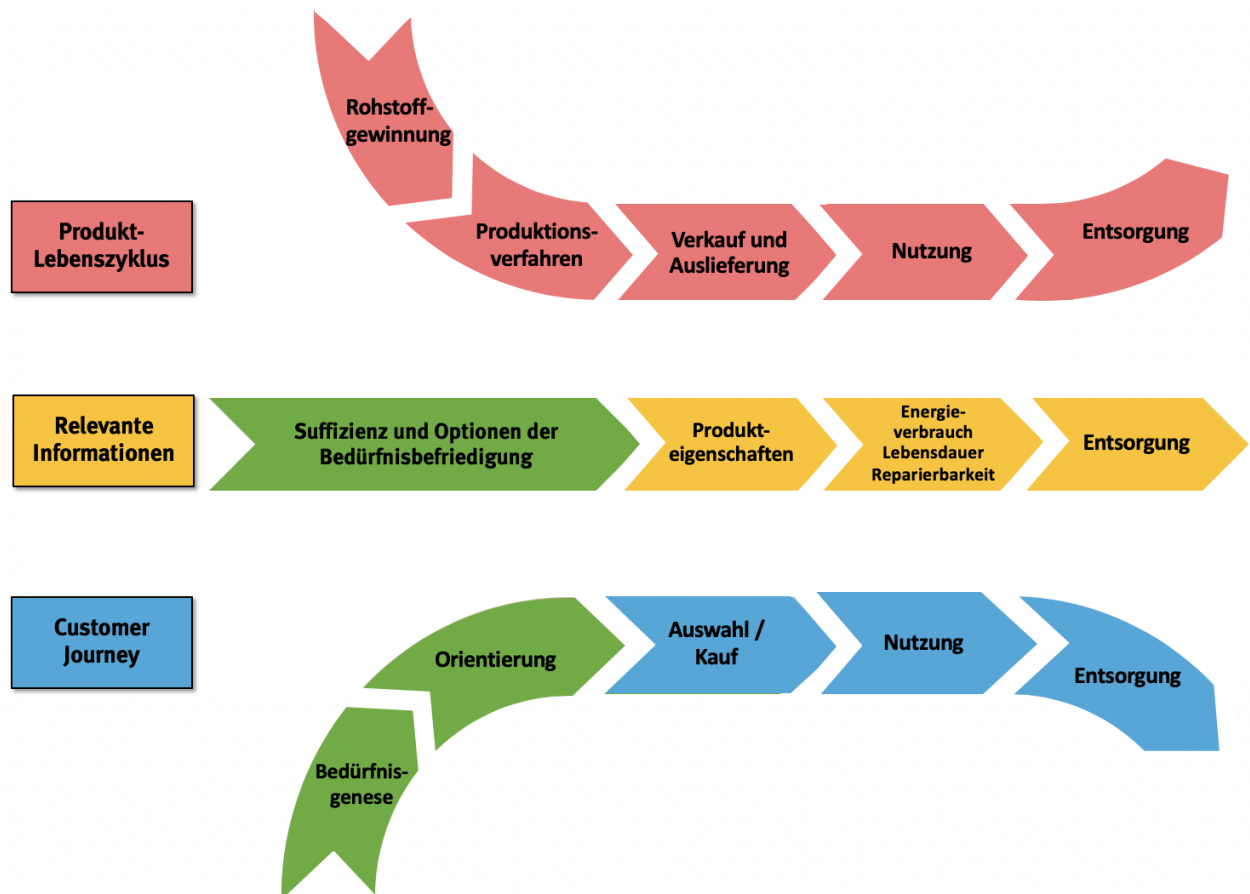 Rohstoff-
gewinnung
Produkt-
Lebenszyklus
Produktions-
verfahren
Verkauf und
Auslieferung
Nutzung
Entsorgung
Relevante
Informationen
Suffizienz und Optionen der
Bedürfnisbefriedigung
Produkt-
eigenschaften
Energie-
verbrauch
Lebensdauer
Reparierbarkeit
Entsorgung
Customer
Journey
Bedürfnis-
genese
Orientierung
Auswahl /
Kauf
Nutzung
Entsorgung